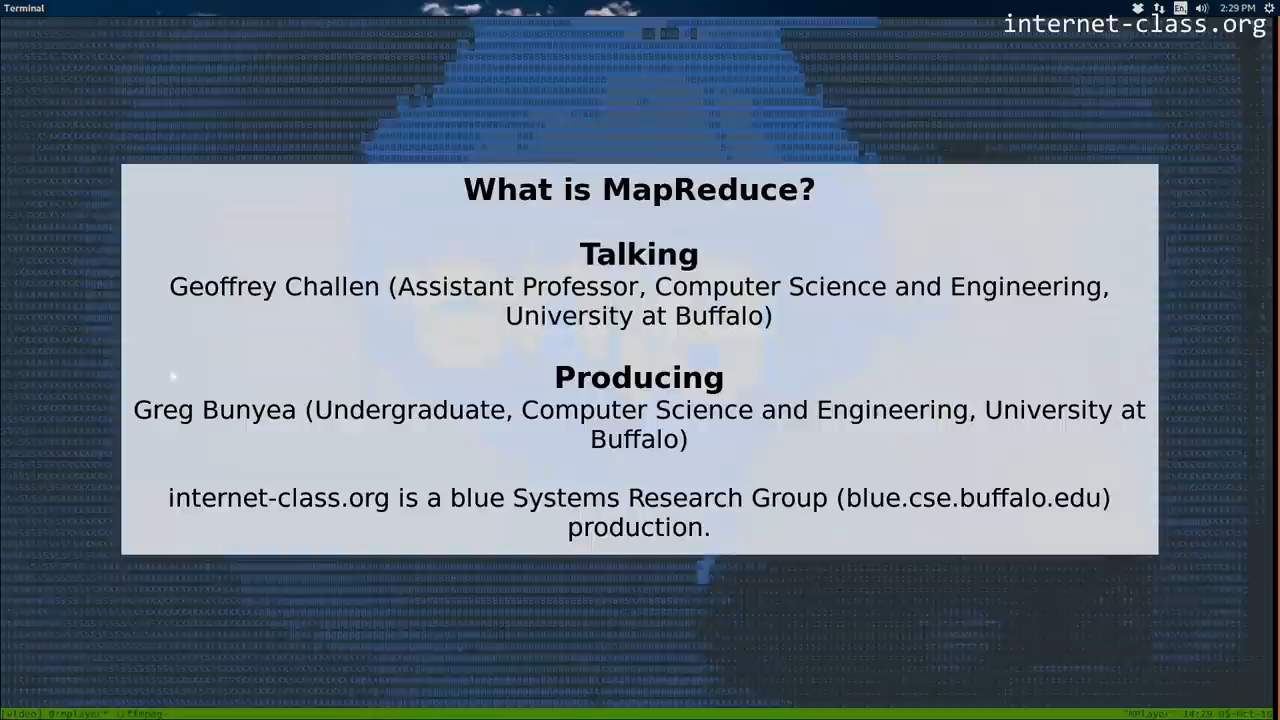 Terminal
En
2:29 PM
internet-class.org
What is MapReduce?
Talking
Geoffrey Challen (Assistant Professor, Computer Science and Engineering,
University at Buffalo)
Producing
Greg Bunyea (Undergraduate, Computer Science and Engineering, University at
Buffalo)
internet-class.org is a blue Systems Research Group (blue.cse.buffalo.edu)
production.